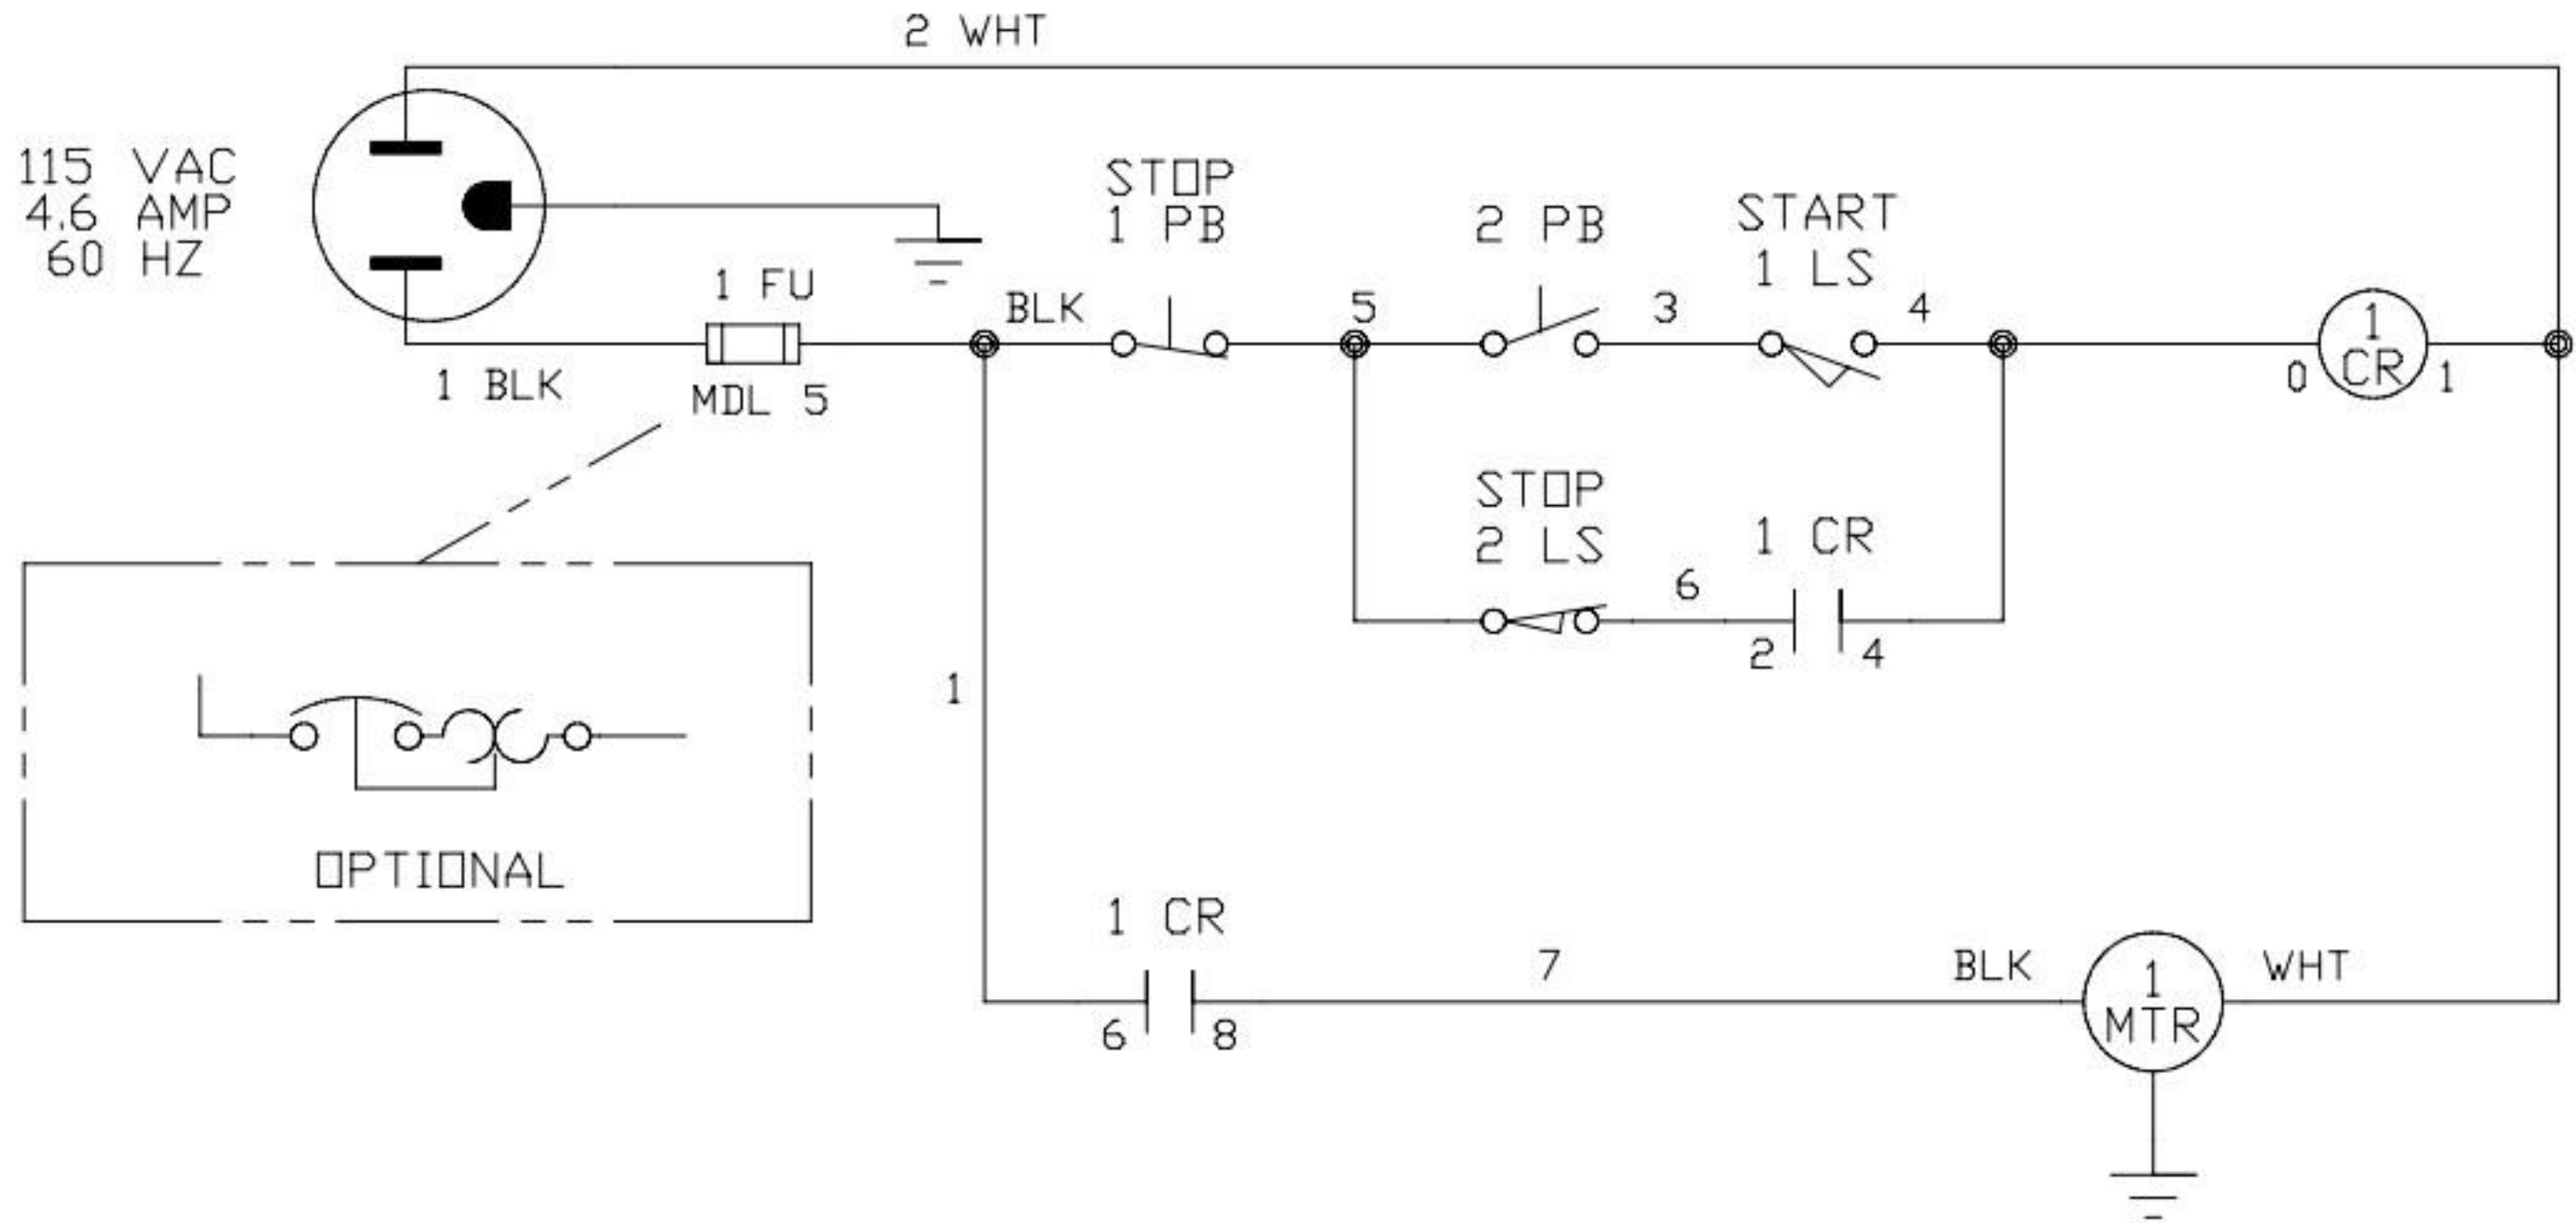 2 WHT
115 VAC
4.6 AMP
60 HZ
STOP
1 PB
2 PB
START
1 LS
1 FU
BLK
5
3
4
1
CR
0
1
1 BLK
MDL 5
STOP
2 LS
1 CR
6
2
4
1
OPTIONAL
1 CR
7
BLK
1
MTR
WHT
6
8